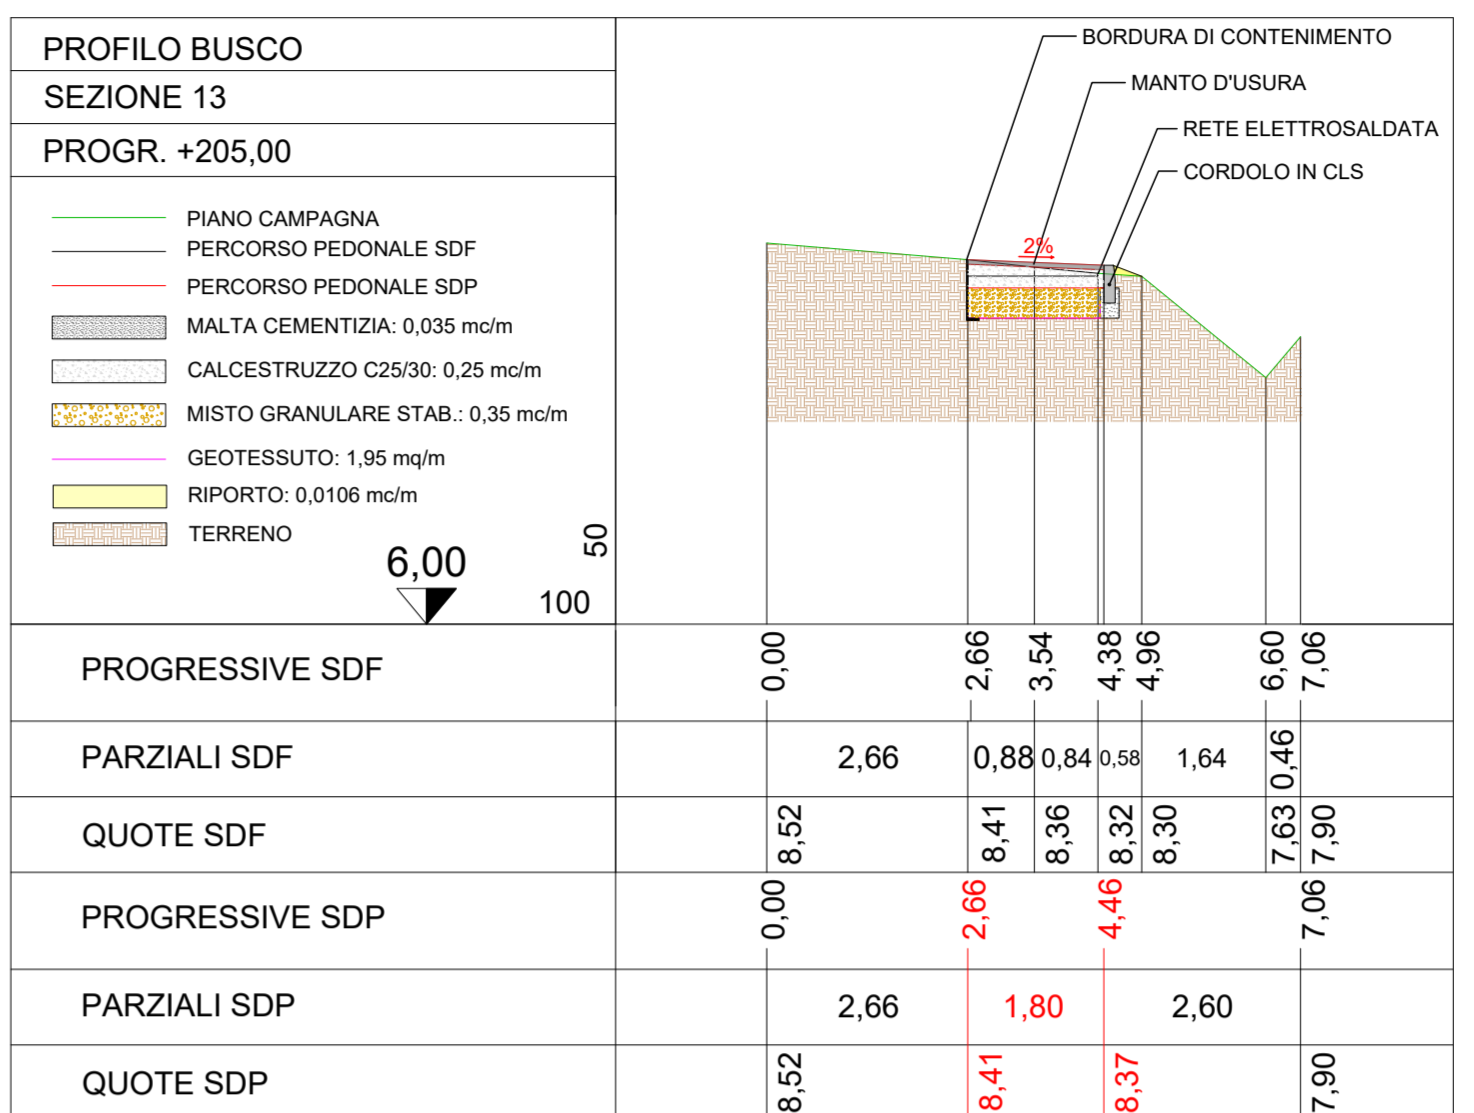 PROFILO BUSCO
SEZIONE 13
PROGR. +205,00
PIANO CAMPAGNA
PERCORSO PEDONALE SDF
PERCORSO PEDONALE SDP
MALTA CEMENTIZIA: 0,035 mc/m
CALCESTRUZZO C25/30: 0,25 mc/m
MISTO GRANULARE STAB.: 0,35 mc/m
GEOTESSUTO: 1,95 mq/m
RIPORTO: 0,0106 mc/m
TERRENO
6,00
50
100
BORDURA DI CONTENIMENTO
MANTO D'USURA
RETE ELETTROSALDATA
CORDOLO IN CLS
2%
PROGRESSIVE SDF 0,00 2,66 3,54 4,38 4,96 6,60 7,06
PARZIALI SDF 2,66 0,88 0,84 0,58 1,64 0,46
QUOTE SDF 8,52 8,41 8,36 8,32 8,30 7,63 7,90
PROGRESSIVE SDP 0,00 2,66 4,46 7,06
PARZIALI SDP 2,66 1,80 2,60
QUOTE SDP 8,52 8,41 8,37 7,90